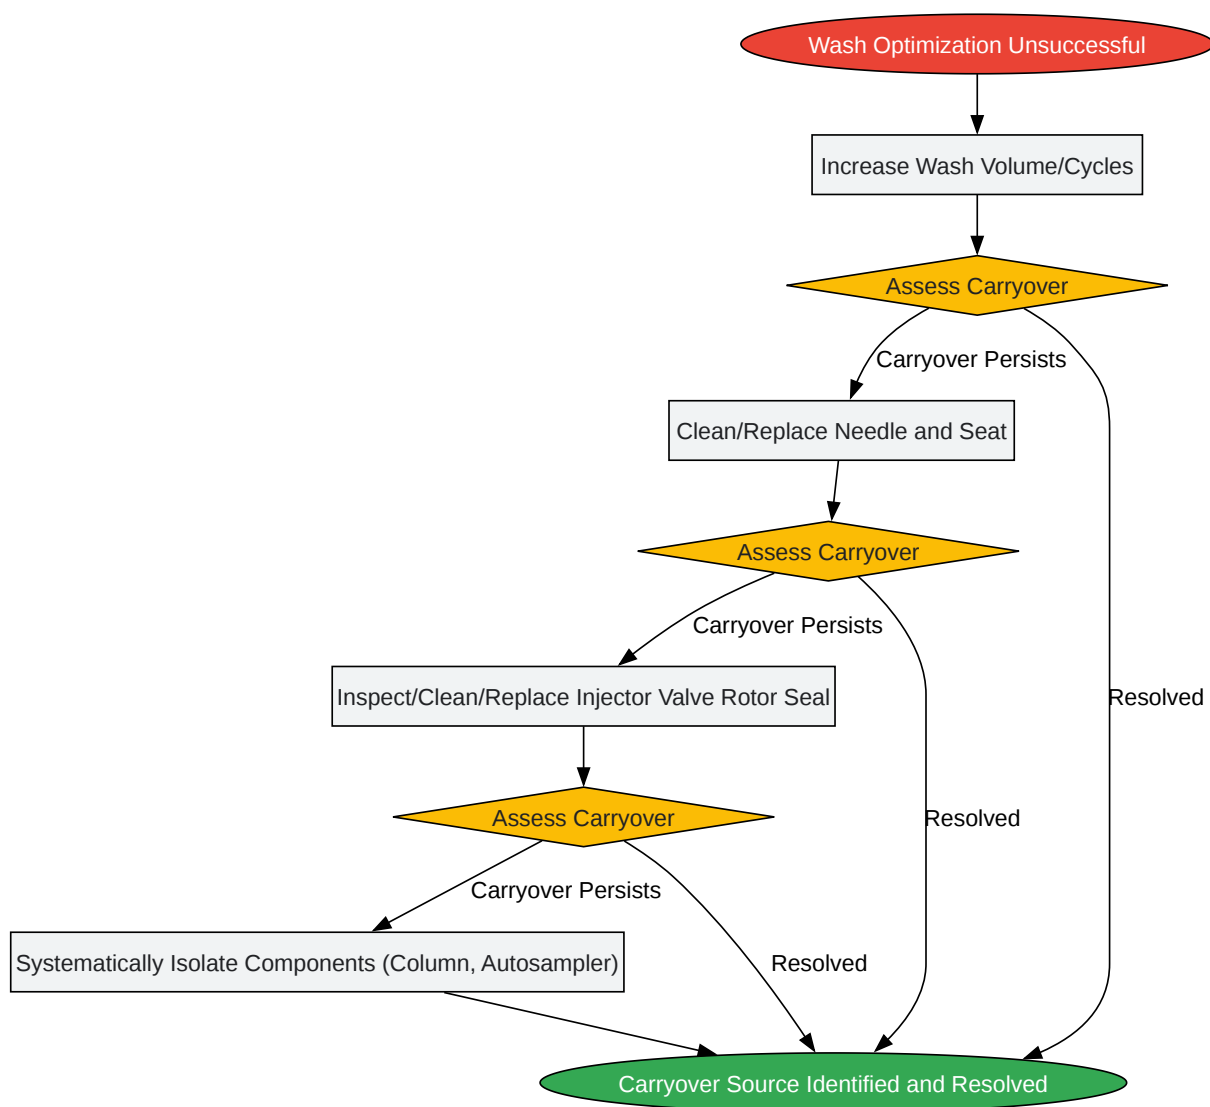 Wash Optimization Unsuccessful
Increase Wash Volume/Cycles
Assess Carryover
Carryover Persists
Clean/Replace Needle and Seat
Assess Carryover
Carryover Persists
Inspect/Clean/Replace Injector Valve Rotor Seal
Resolved
Assess Carryover
Resolved
Carryover Persists
Systematically Isolate Components (Column, Autosampler)
Resolved
Carryover Source Identified and Resolved